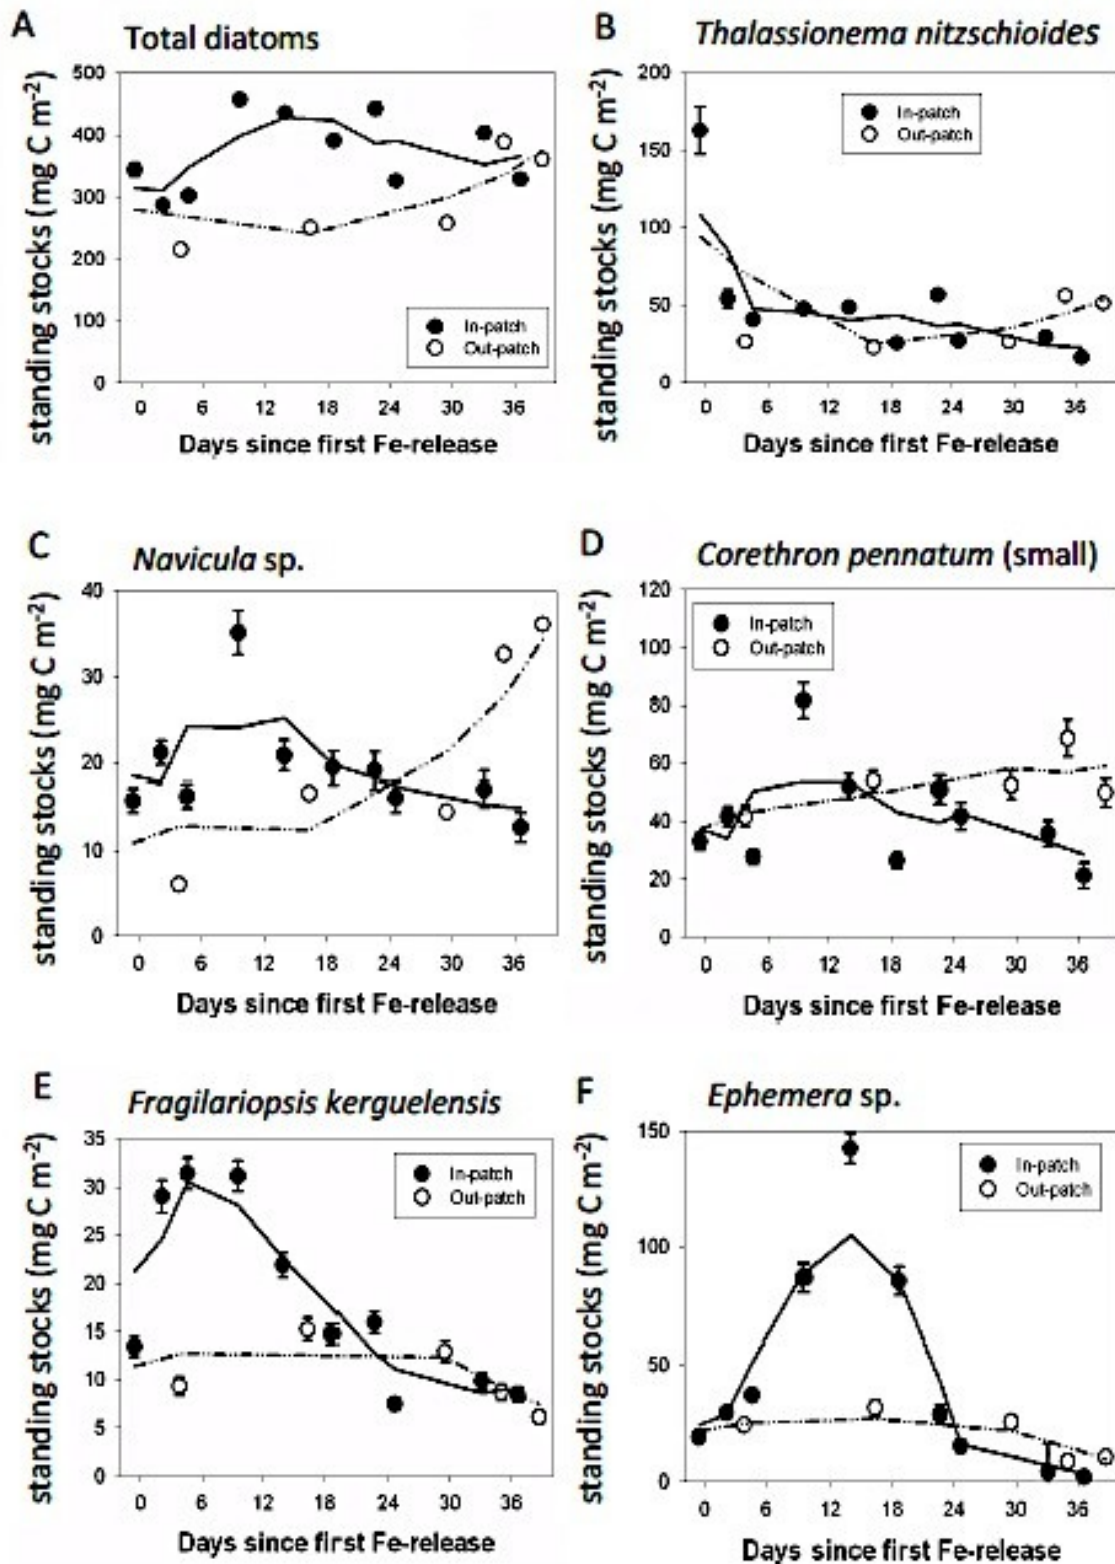 A
Total diatoms
standing stocks (mg C m⁻²)
500
400
300
200
100
0
In-patch
Out-patch
0 6 12 18 24 30 36
Days since first Fe-release
B
Thalassionema nitzschioides
standing stocks (mg C m⁻²)
200
150
100
50
0
In-patch
Out-patch
0 6 12 18 24 30 36
Days since first Fe-release
C
Navicula sp.
standing stocks (mg C m⁻²)
40
30
20
10
0
0 6 12 18 24 30 36
Days since first Fe-release
D
Corethron pennatum (small)
standing stocks (mg C m⁻²)
120
100
80
60
40
20
0
In-patch
Out-patch
0 6 12 18 24 30 36
Days since first Fe-release
E
Fragilariopsis kerguelensis
standing stocks (mg C m⁻²)
35
30
25
20
15
10
5
0
In-patch
Out-patch
0 6 12 18 24 30 36
Days since first Fe-release
F
Ephemera sp.
standing stocks (mg C m⁻²)
150
100
50
0
In-patch
Out-patch
0 6 12 18 24 30 36
Days since first Fe-release